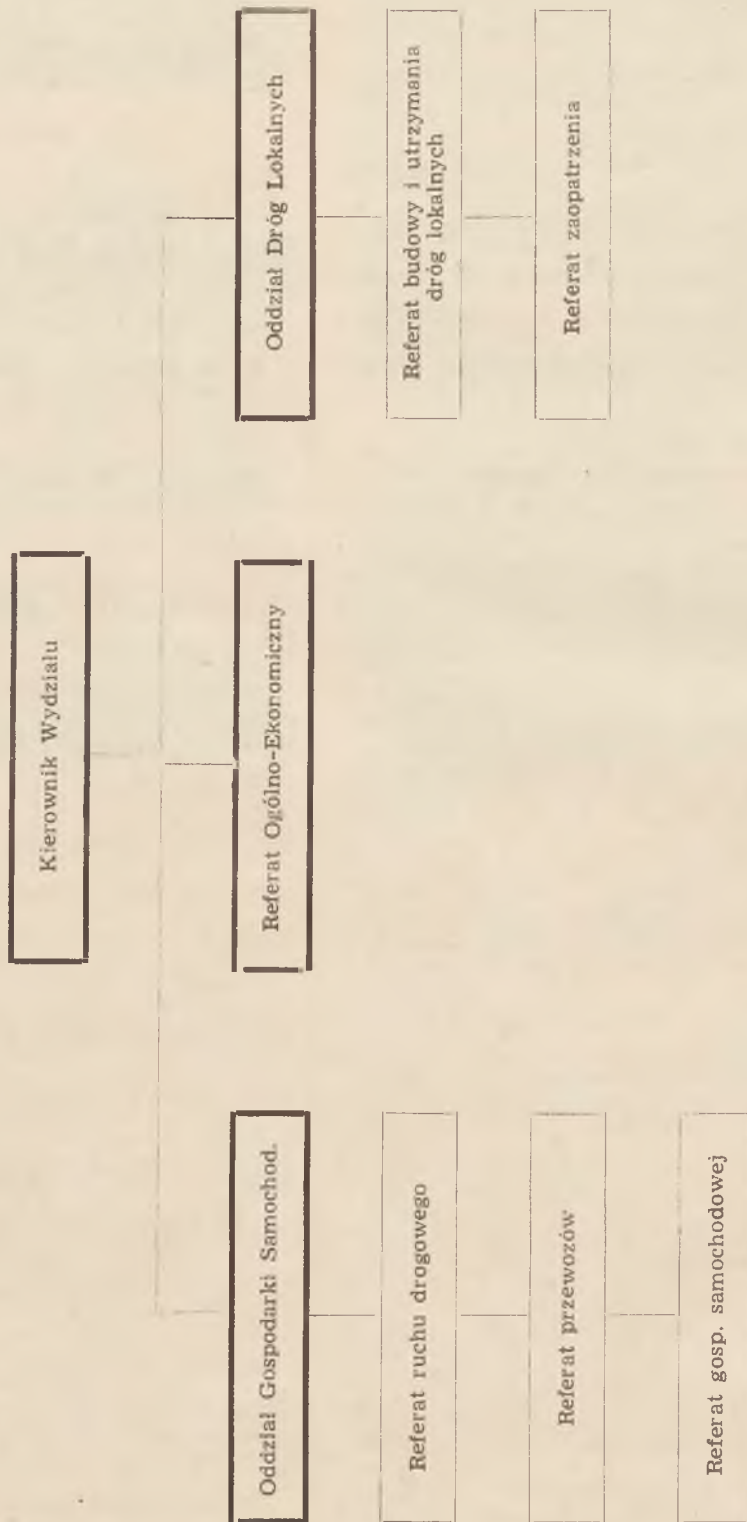 Kierownik Wydziału
Oddział Gospodarki Samochod.
Referat ruchu drogowego
Referat przewozów
Referat gosp. samochodowej
Referat Ogólno-Ekonomiczny
Oddział Dróg Lokalnych
Referat budowy i utrzymania
dróg lokalnych
Referat zaopatrzenia